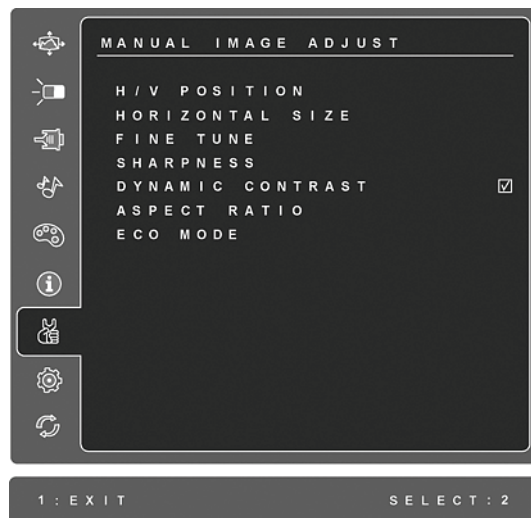 MANUAL IMAGE ADJUST
H/V POSITION
HORIZONTAL SIZE
FINE TUNE
SHARPNESS
DYNAMIC CONTRAST
ASPECT RATIO
ECO MODE
1:EXIT SELECT:2